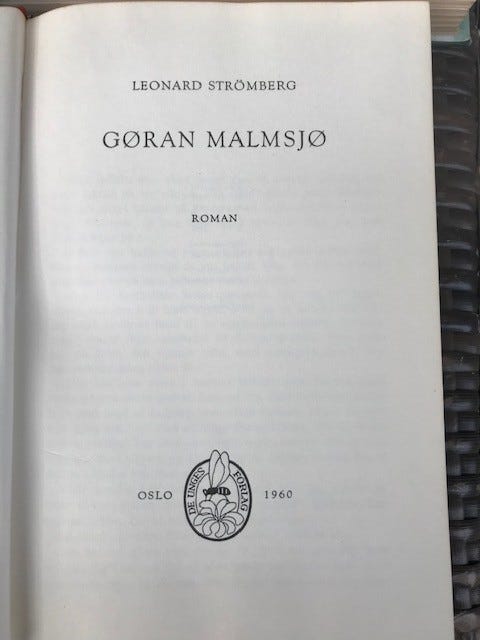 LEONARD STRÖMBERG
GØRAN MALMSJØ
ROMAN
OSLO
DE UNGES FORLAG
1960